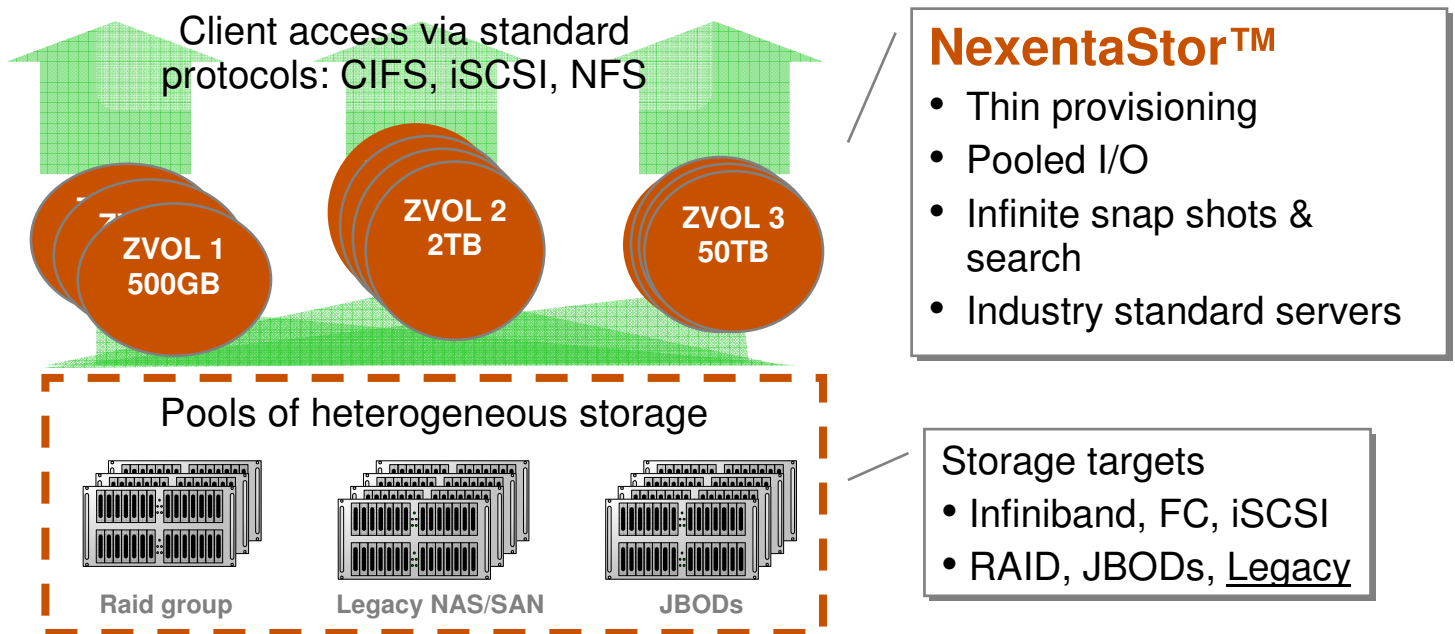 Client access via standard
protocols: CIFS, iSCSI, NFS
ZVOL 1
500GB
ZVOL 2
2TB
ZVOL 3
50TB
NexentaStor™
• Thin provisioning
• Pooled I/O
• Infinite snap shots &
search
• Industry standard servers
Pools of heterogeneous storage
Raid group
Legacy NAS/SAN
JBODs
Storage targets
• Infiniband, FC, iSCSI
• RAID, JBODs, Legacy